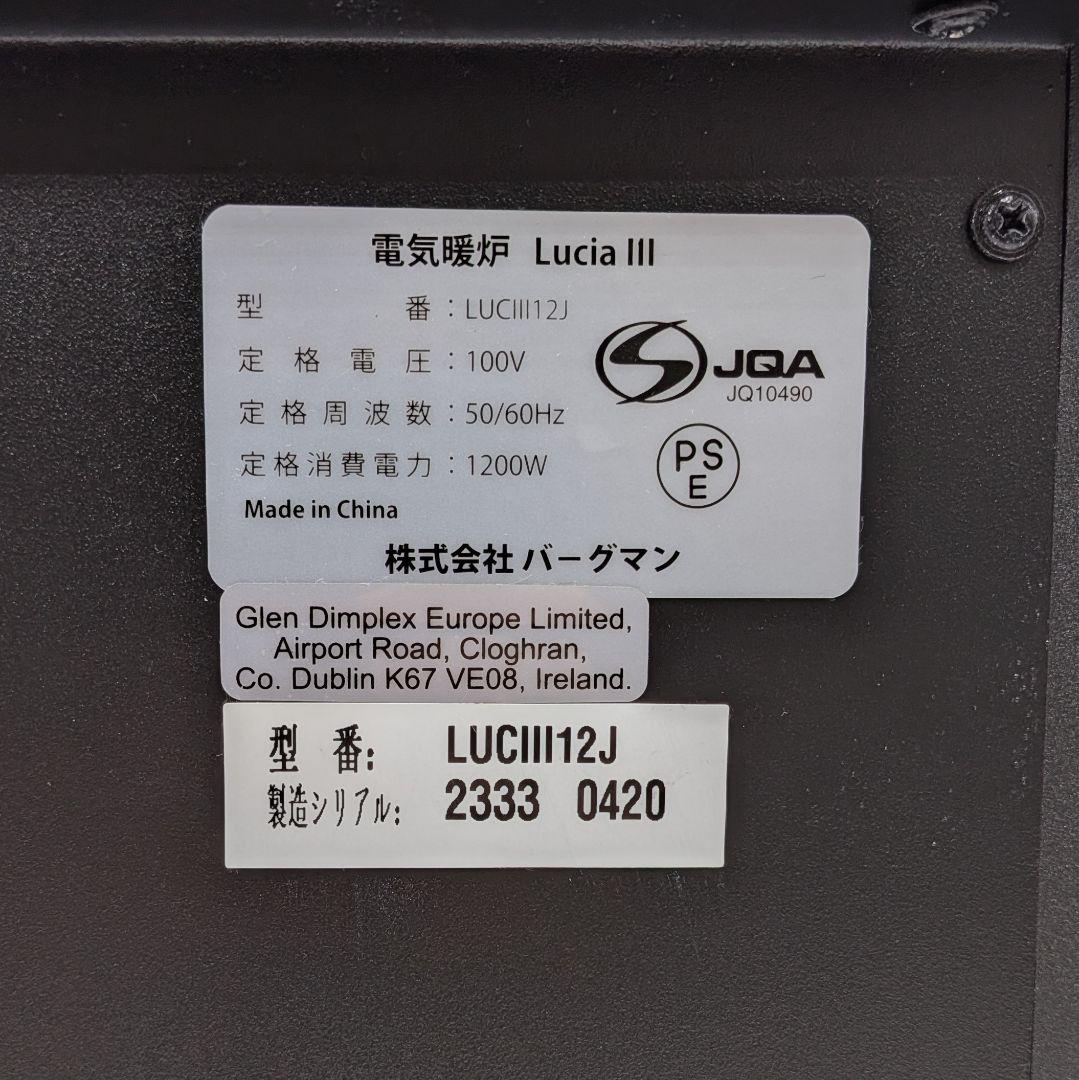 電気暖炉 Lucia III
型番：LUCIII12J
定格電圧：100V
定格周波数：50/60Hz
定格消費電力：1200W
Made in China
JQA
JQ10490
PS
E
株式会社 バーグマン
Glen Dimplex Europe Limited,
Airport Road, Cloghran,
Co. Dublin K67 VE08, Ireland.
型番: LUCIII12J
製造シリアル: 2333 0420